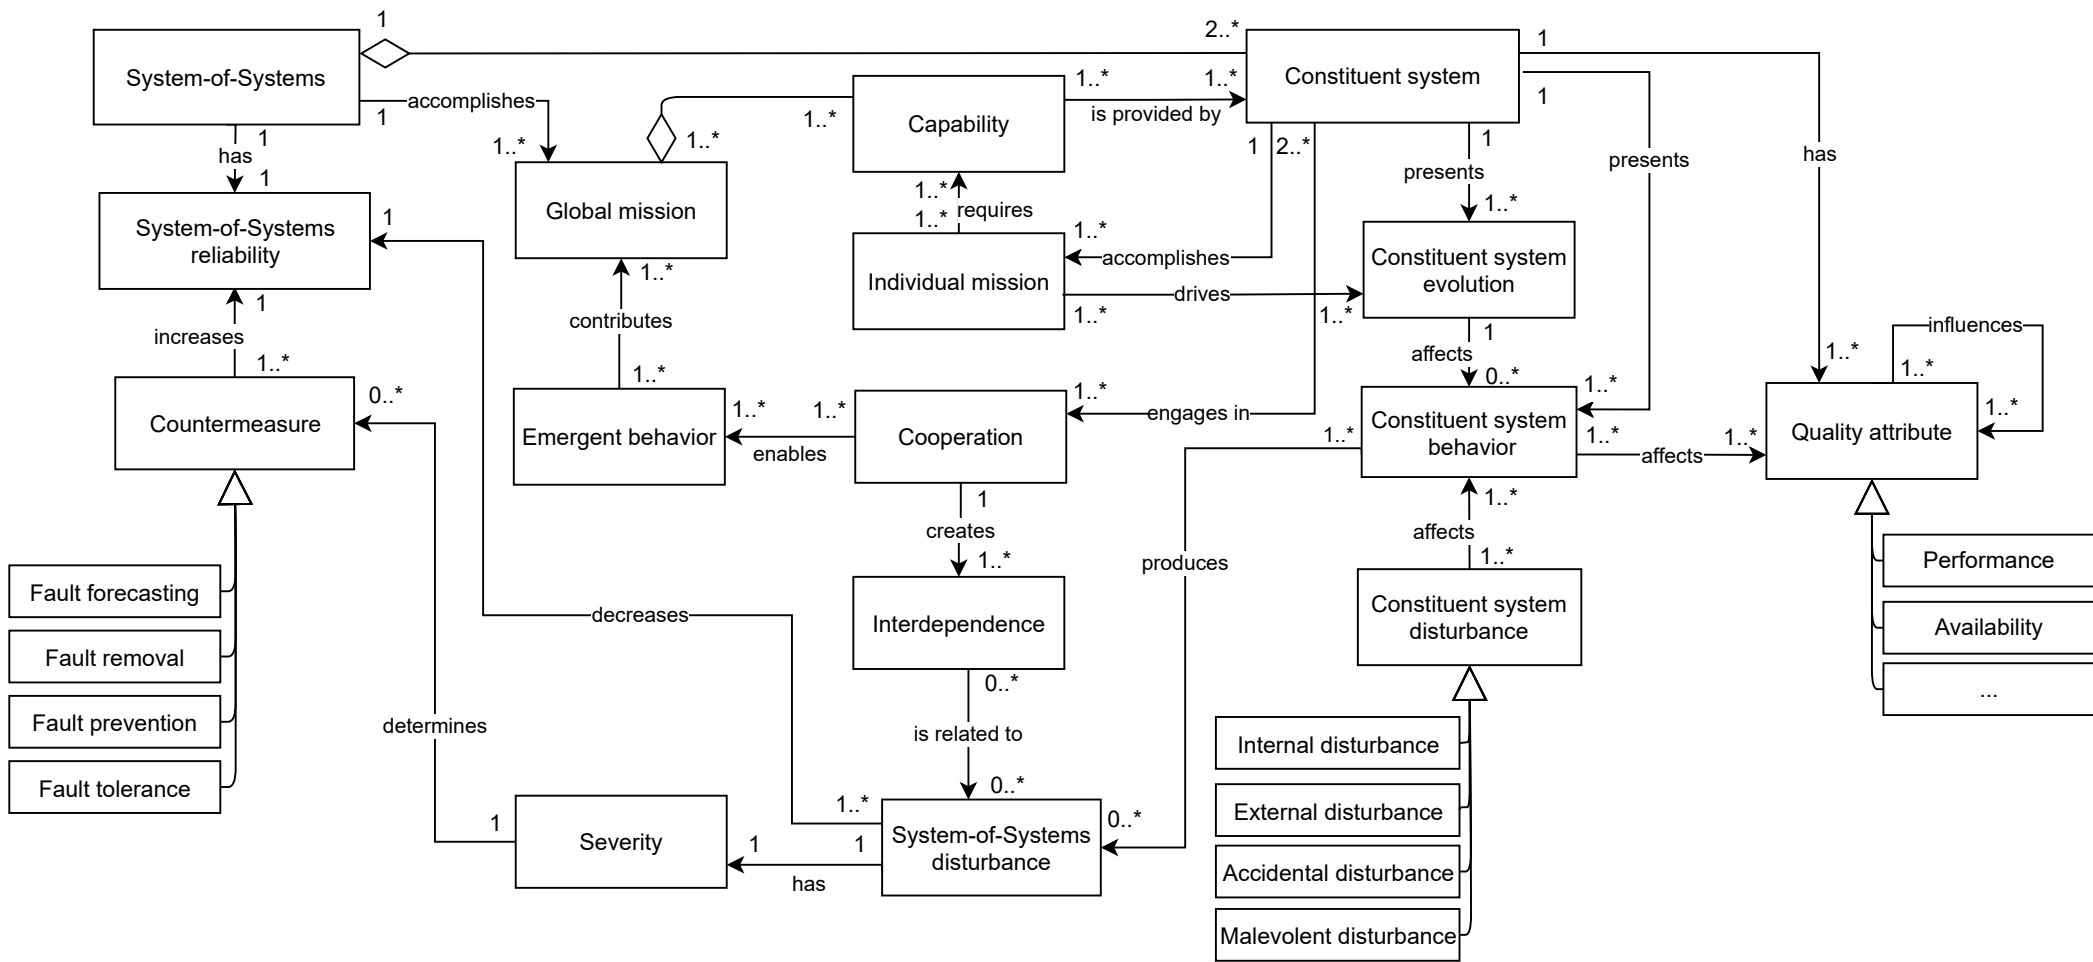 1
2..*
1
System-of-Systems
Constituent system
accomplishes
1..*
1..*
1
1
is provided by
1..*
Capability
1
has
1
1..*
1..*
1
2..*
1
presents
has
presents
1
System-of-Systems
reliability
1
Global mission
1..*
1..*
requires
1..*
accomplishes
1..*
Constituent system
evolution
Individual mission
drives
1..*
1..*
1
increases
1..*
1..*
contributes
1..*
1
affects
0..*
influences
1..*
1..*
1..*
Quality attribute
Countermeasure
0..*
Emergent behavior
1..*
1..*
enables
Cooperation
1..*
engages in
Constituent system
behavior
1..*
1..*
affects
1..*
1..*
1
creates
1..*
Interdependence
0..*
is related to
0..*
produces
1..*
affects
1..*
Constituent system
disturbance
Performance
Availability
...
Fault forecasting
Fault removal
Fault prevention
Fault tolerance
decreases
determines
Internal disturbance
External disturbance
Accidental disturbance
Malevolent disturbance
1
Severity
1
has
1
1..*
System-of-Systems
disturbance
0..*